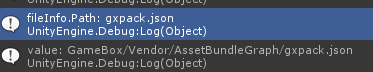 fileInfo.Path: gxpack.json
UnityEngine.Debug:Log(Object)
value: GameBox/Vendor/AssetBundleGraph/gxpack.json
UnityEngine.Debug:Log(Object)